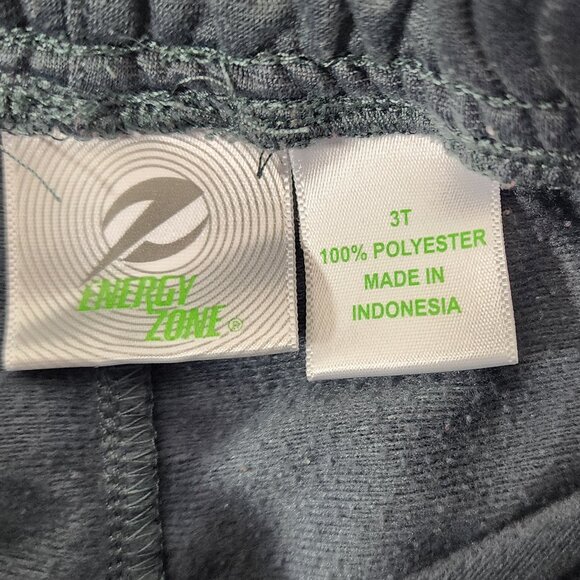 ENERGY
ZONE®
3T
100% POLYESTER
MADE IN
INDONESIA